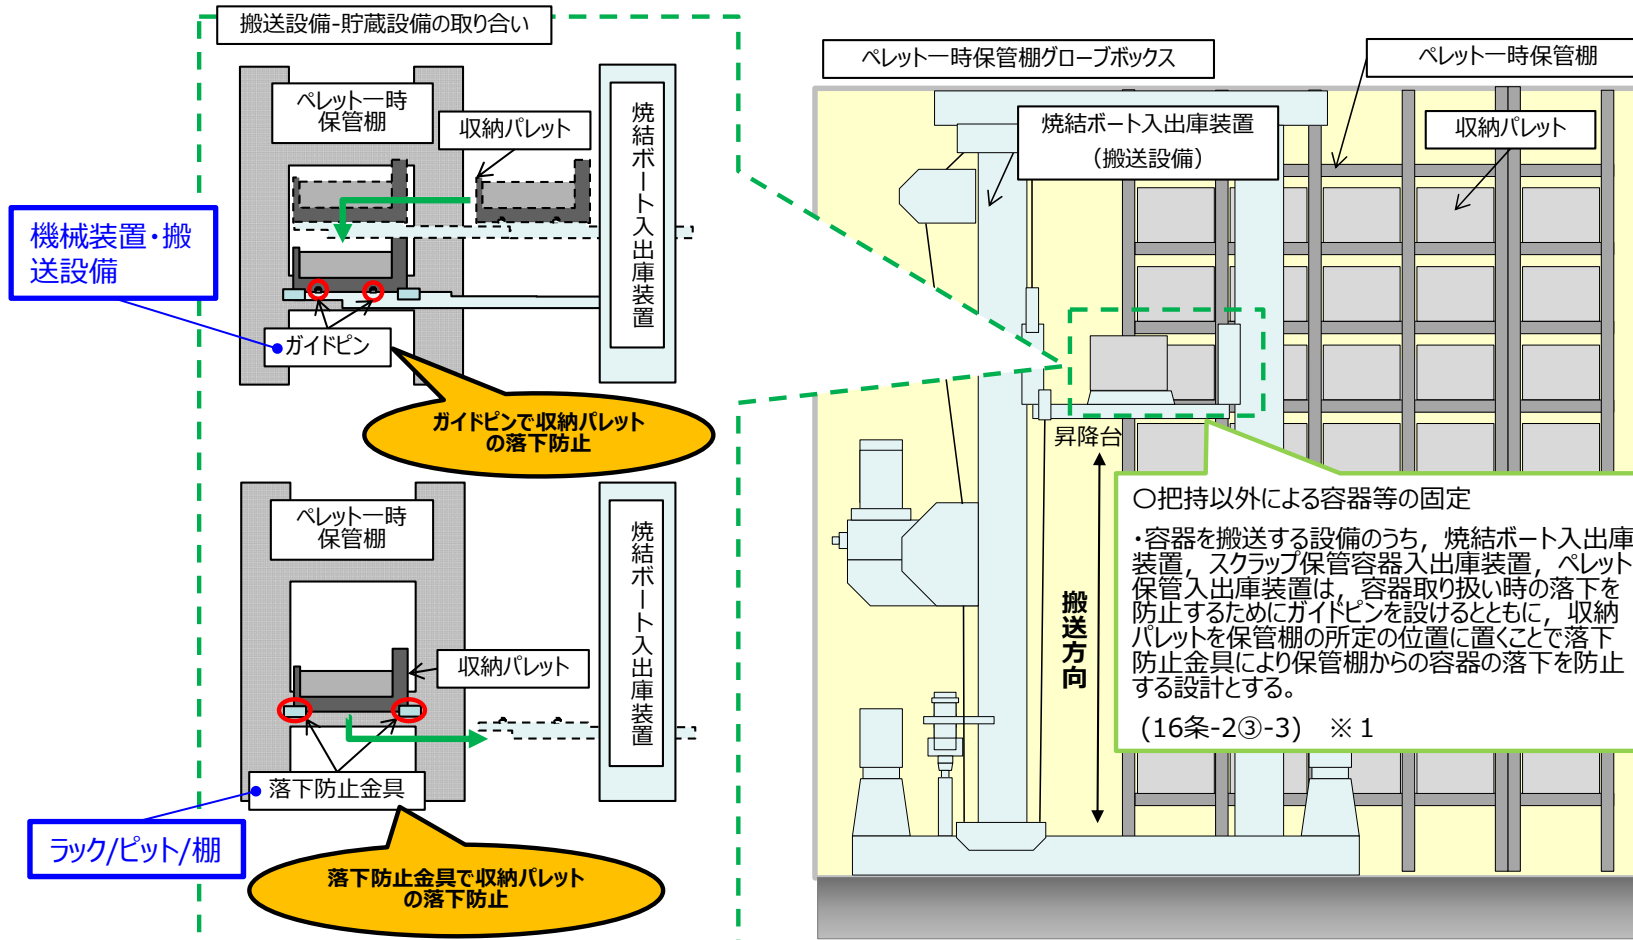 搬送設備-貯蔵設備の取り合い
ペレット一時
保管棚
収納パレット
焼結ボート入出庫装置
機械装置・搬
送設備
ガイドピン
ガイドピンで収納パレット
の落下防止
ペレット一時
保管棚
収納パレット
焼結ボート入出庫装置
落下防止金具
ラック/ピット/棚
落下防止金具で収納パレット
の落下防止
ペレット一時保管棚グローブボックス
ペレット一時保管棚
焼結ボート入出庫装置
（搬送設備）
収納パレット
昇降台
搬送方向
〇把持以外による容器等の固定
・容器を搬送する設備のうち，焼結ボート入出庫
装置，スクラップ保管容器入出庫装置，ペレット
保管入出庫装置は，容器取り扱い時の落下を
防止するためにガイドピンを設けるとともに，収納
パレットを保管棚の所定の位置に置くことで落下
防止金具により保管棚からの容器の落下を防止
する設計とする。
(16条-2③-3)　※１